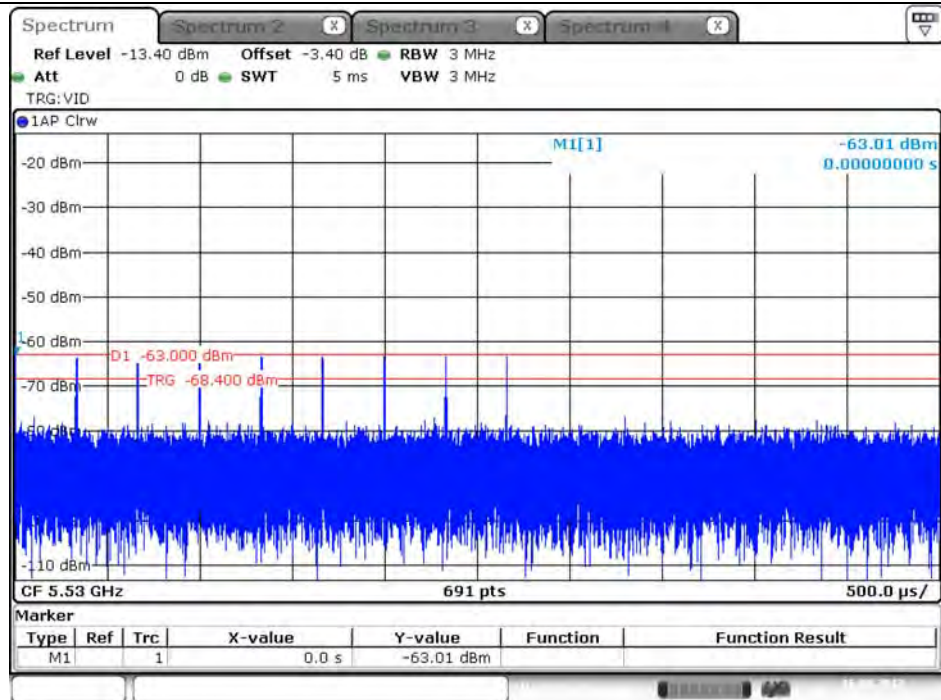 Spectrum Spectrum 2 X Spectrum 3 X Spectrum 4 X
Ref Level -13.40 dBm Offset -3.40 dB RBW 3 MHz
Att 0 dB SWT 5 ms VBW 3 MHz
TRG:VID
1AP Clrw
M1[1] -63.01 dBm
0.00000000 s
-20 dBm
-30 dBm
-40 dBm
-50 dBm
1
-60 dBm
D1 -63.000 dBm
TRG -68.400 dBm
-70 dBm
-80 dBm
-110 dBm
CF 5.53 GHz 691 pts 500.0 µs/
Marker
Type Ref Trc X-value Y-value Function Function Result
M1 1 0.0 s -63.01 dBm